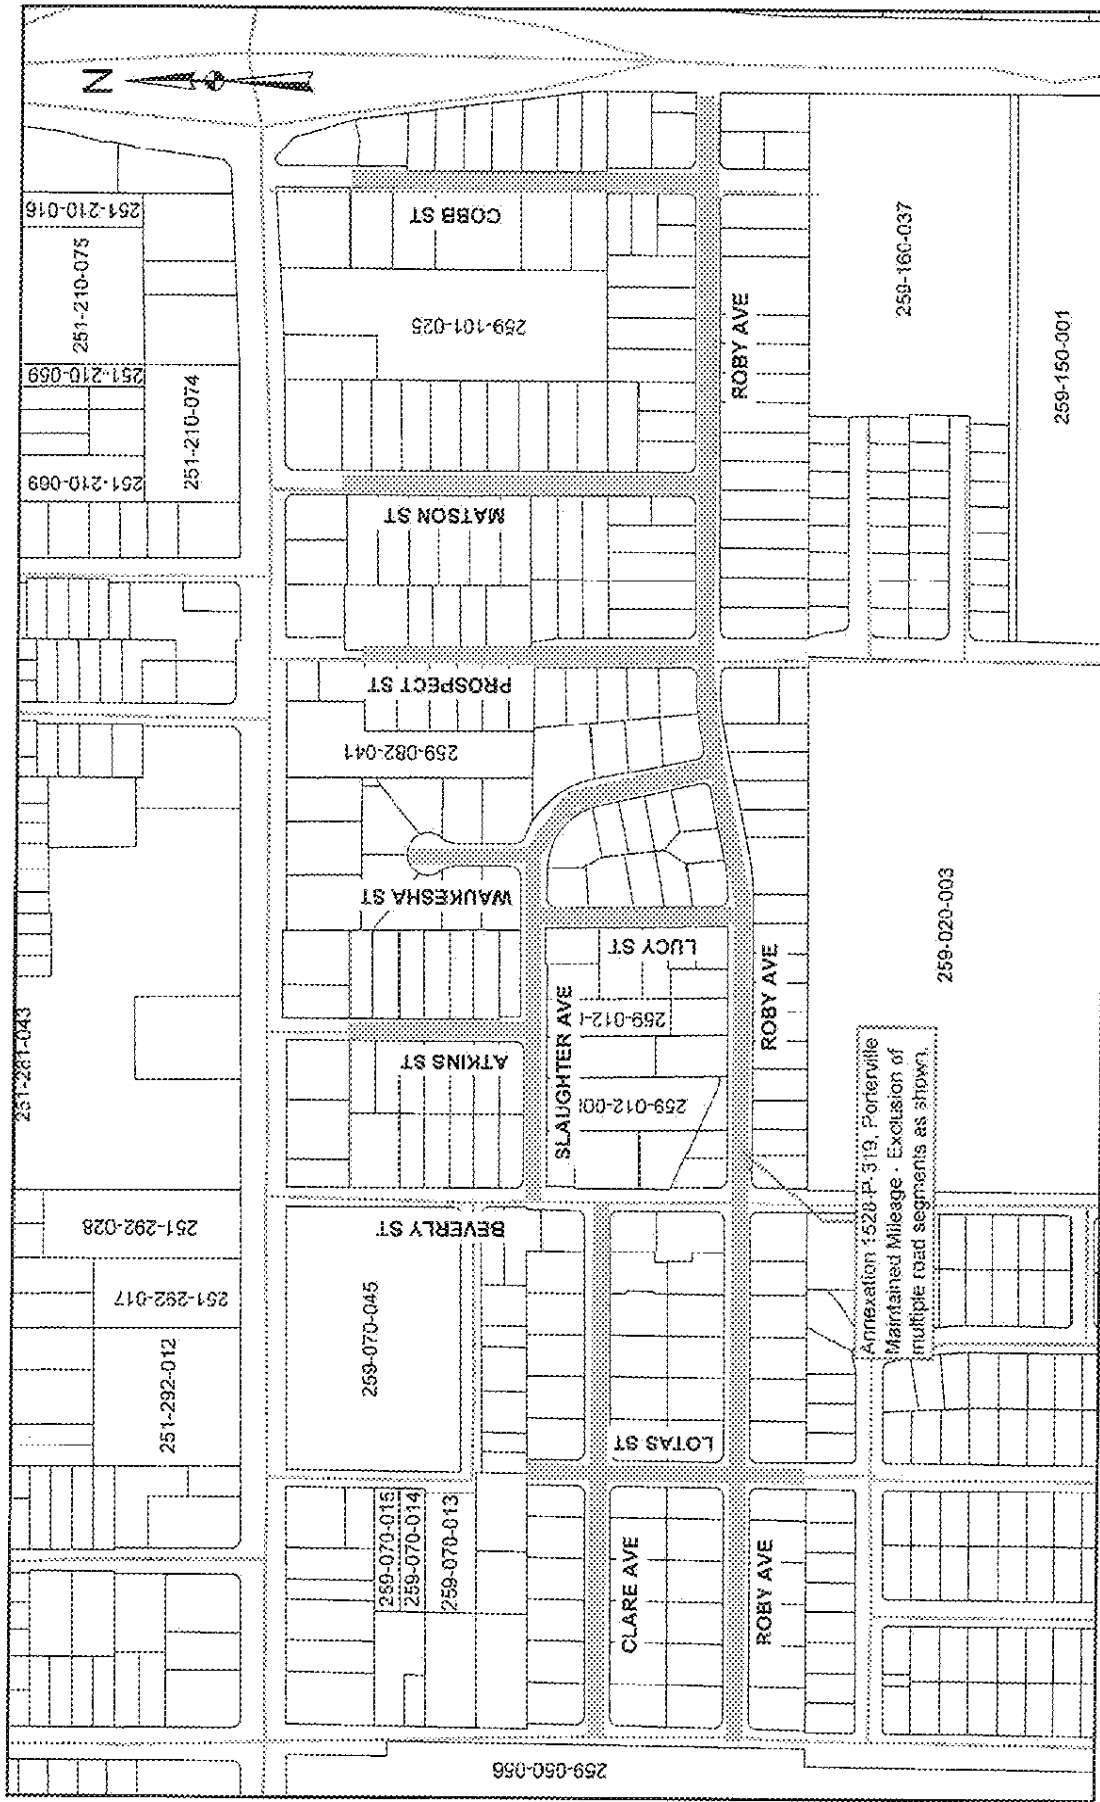 N
251-210-016
251-210-075
251-210-059
251-210-074
251-210-069
COBB ST
259-101-025
ROBY AVE
259-160-037
259-150-001
MATSON ST
PROSPECT ST
259-082-041
WAUKESHA ST
LUCY ST
259-012-
SLAUGHTER AVE
ROBY AVE
259-020-003
ATKINS ST
259-012-00
251-281-043
251-292-028
251-292-017
251-292-012
BEVERLY ST
259-070-045
Annexation 1528-P-319, Porterville
Maintained Mileage - Exclusion of
multiple road segments as shown.
LOTAS ST
259-070-015
259-070-014
259-070-013
CLARE AVE
ROBY AVE
259-050-056